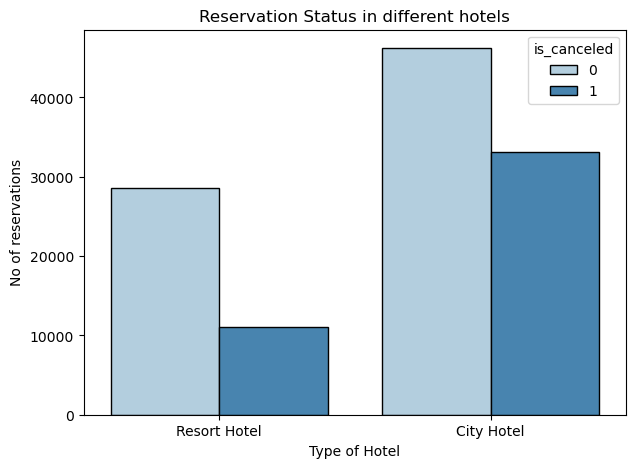 Reservation Status in different hotels
is_canceled
0
1
40000
30000
20000
10000
0
No of reservations
Resort Hotel
City Hotel
Type of Hotel